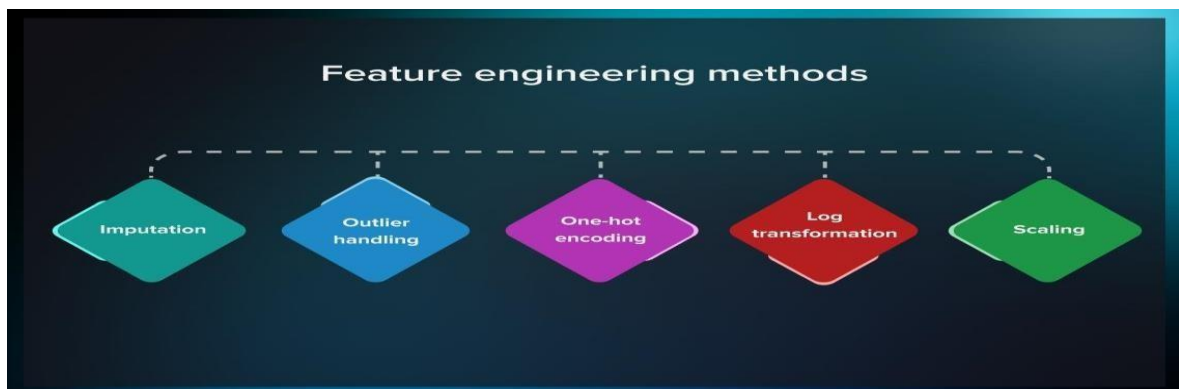 Feature engineering methods
Imputation
Outlier
handling
One-hot
encoding
Log
transformation
Scaling